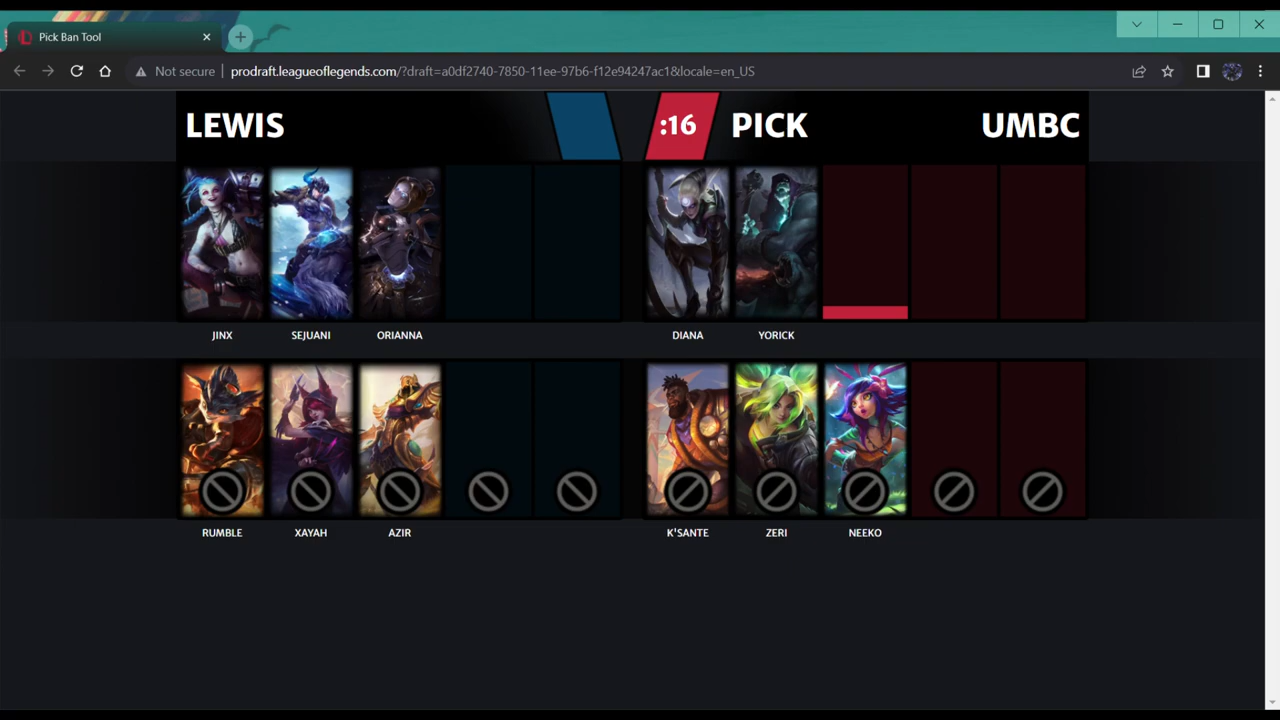 Pick Ban Tool
Not secure
prodraft.leagueoflegends.com/?draft=a0df2740-7850-11ee-97b6-f12e94247ac1&locale=en_US
LEWIS
:16 PICK
UMBC
JINX
SEJUANI
ORIANNA
DIANA
YORICK
RUMBLE
XAYAH
AZIR
K'SANTE
ZERI
NEEKO